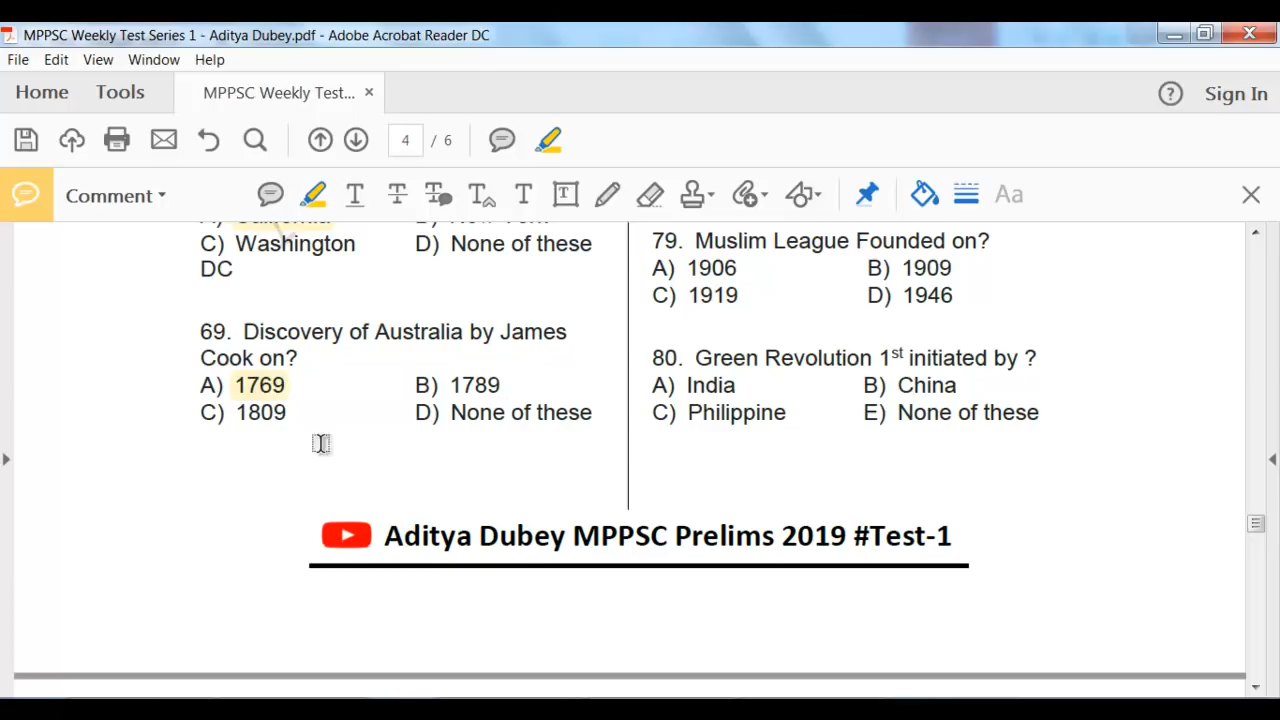 MPPSC Weekly Test Series 1 - Aditya Dubey.pdf - Adobe Acrobat Reader DC
File Edit View Window Help
Home Tools MPPSC Weekly Test... × ? Sign In
4 / 6
Comment T T T T T T Aa
C) Washington D) None of these
DC
69. Discovery of Australia by James
Cook on?
A) 1769 B) 1789
C) 1809 D) None of these
79. Muslim League Founded on?
A) 1906 B) 1909
C) 1919 D) 1946
80. Green Revolution 1st initiated by ?
A) India B) China
C) Philippine E) None of these
Aditya Dubey MPPSC Prelims 2019 #Test-1